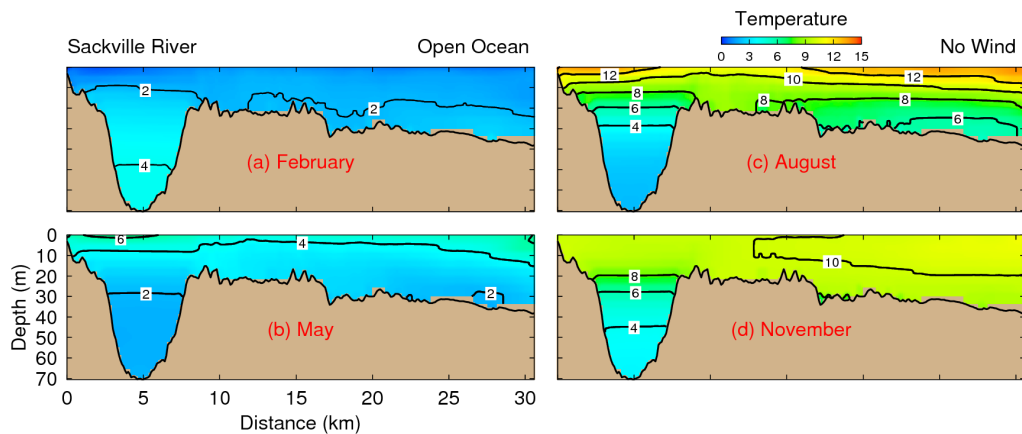 Temperature
Sackville River
Open Ocean
0 3 6 9 12 15
No Wind
2
2
4
(a) February
12
12
10
8
8
6
6
4
(c) August
6
4
2
2
(b) May
10
8
6
4
(d) November
0
10
20
30
40
50
60
70
Depth (m)
0 5 10 15 20 25 30
Distance (km)